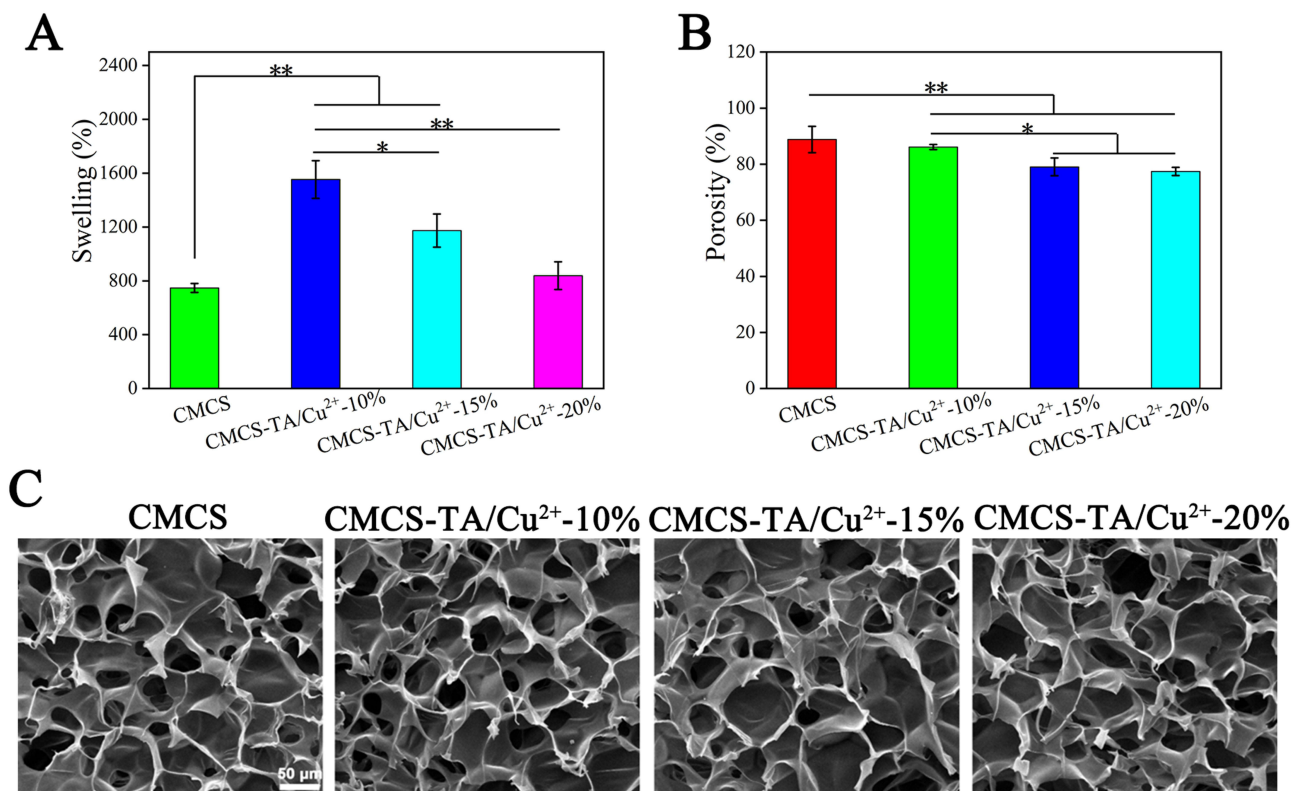 A
Swelling (%)
2400
2000
1600
1200
800
400
0
**
**
*
CMCS
CMCS-TA/Cu²⁺-10%
CMCS-TA/Cu²⁺-15%
CMCS-TA/Cu²⁺-20%
B
Porosity (%)
120
100
80
60
40
20
0
**
*
CMCS
CMCS-TA/Cu²⁺-10%
CMCS-TA/Cu²⁺-15%
CMCS-TA/Cu²⁺-20%
C
CMCS
CMCS-TA/Cu²⁺-10%
CMCS-TA/Cu²⁺-15%
CMCS-TA/Cu²⁺-20%
50 µm